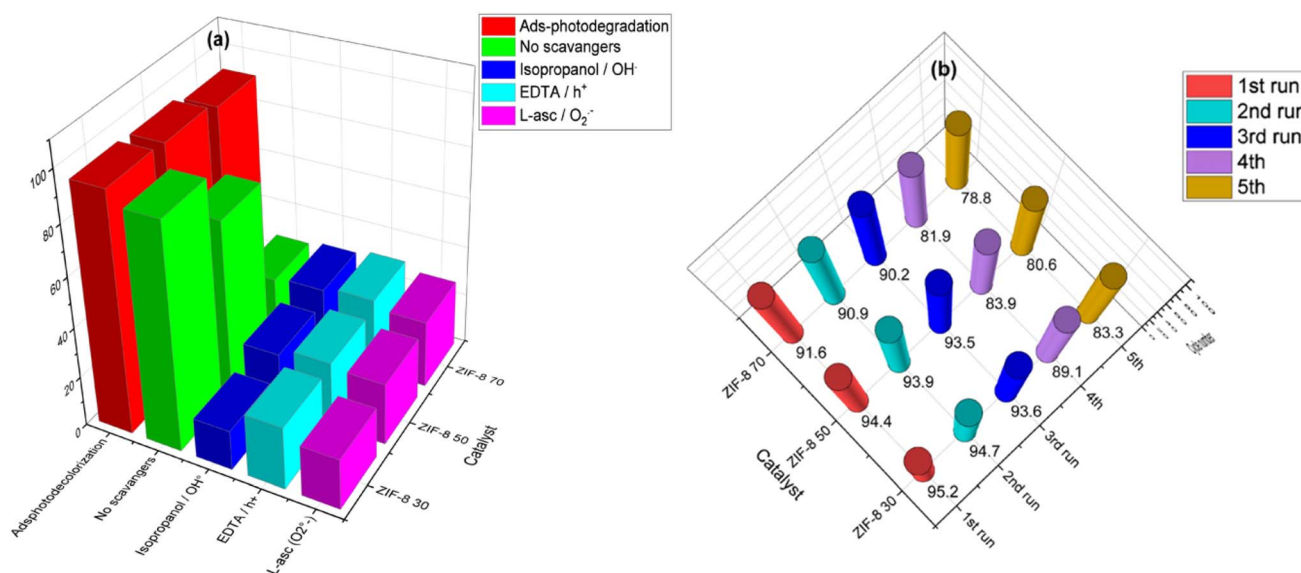 (a)
Ads-photodegradation
No scavangers
Isopropanol / OH·
EDTA / h⁺
L-asc / O₂·⁻
100
80
60
40
20
0
Adsphotodecolorization
No scavangers
Isopropanol / OH°
EDTA / h+
L-asc (O2°-)
ZIF-8 70
ZIF-8 50
ZIF-8 30
Catalyst
(b)
1st run
2nd run
3rd run
4th
5th
78.8
81.9
80.6
90.2
83.9
90.9
83.3
93.5
91.6
89.1
93.9
93.6
94.4
94.7
95.2
ZIF-8 70
ZIF-8 50
ZIF-8 30
Catalyst
1st run
2nd run
3rd run
4th
5th
100